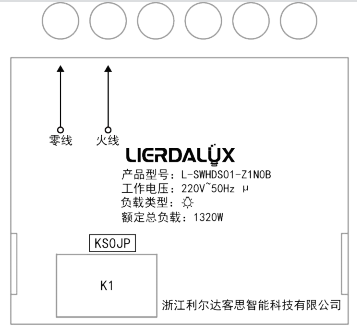 零线 火线
LIERDALUX
产品型号：L-SWHDS01-Z1N0B
工作电压：220V~50Hz μ
负载类型：
额定总负载：1320W
KS0JP
K1
浙江利尔达客思智能科技有限公司